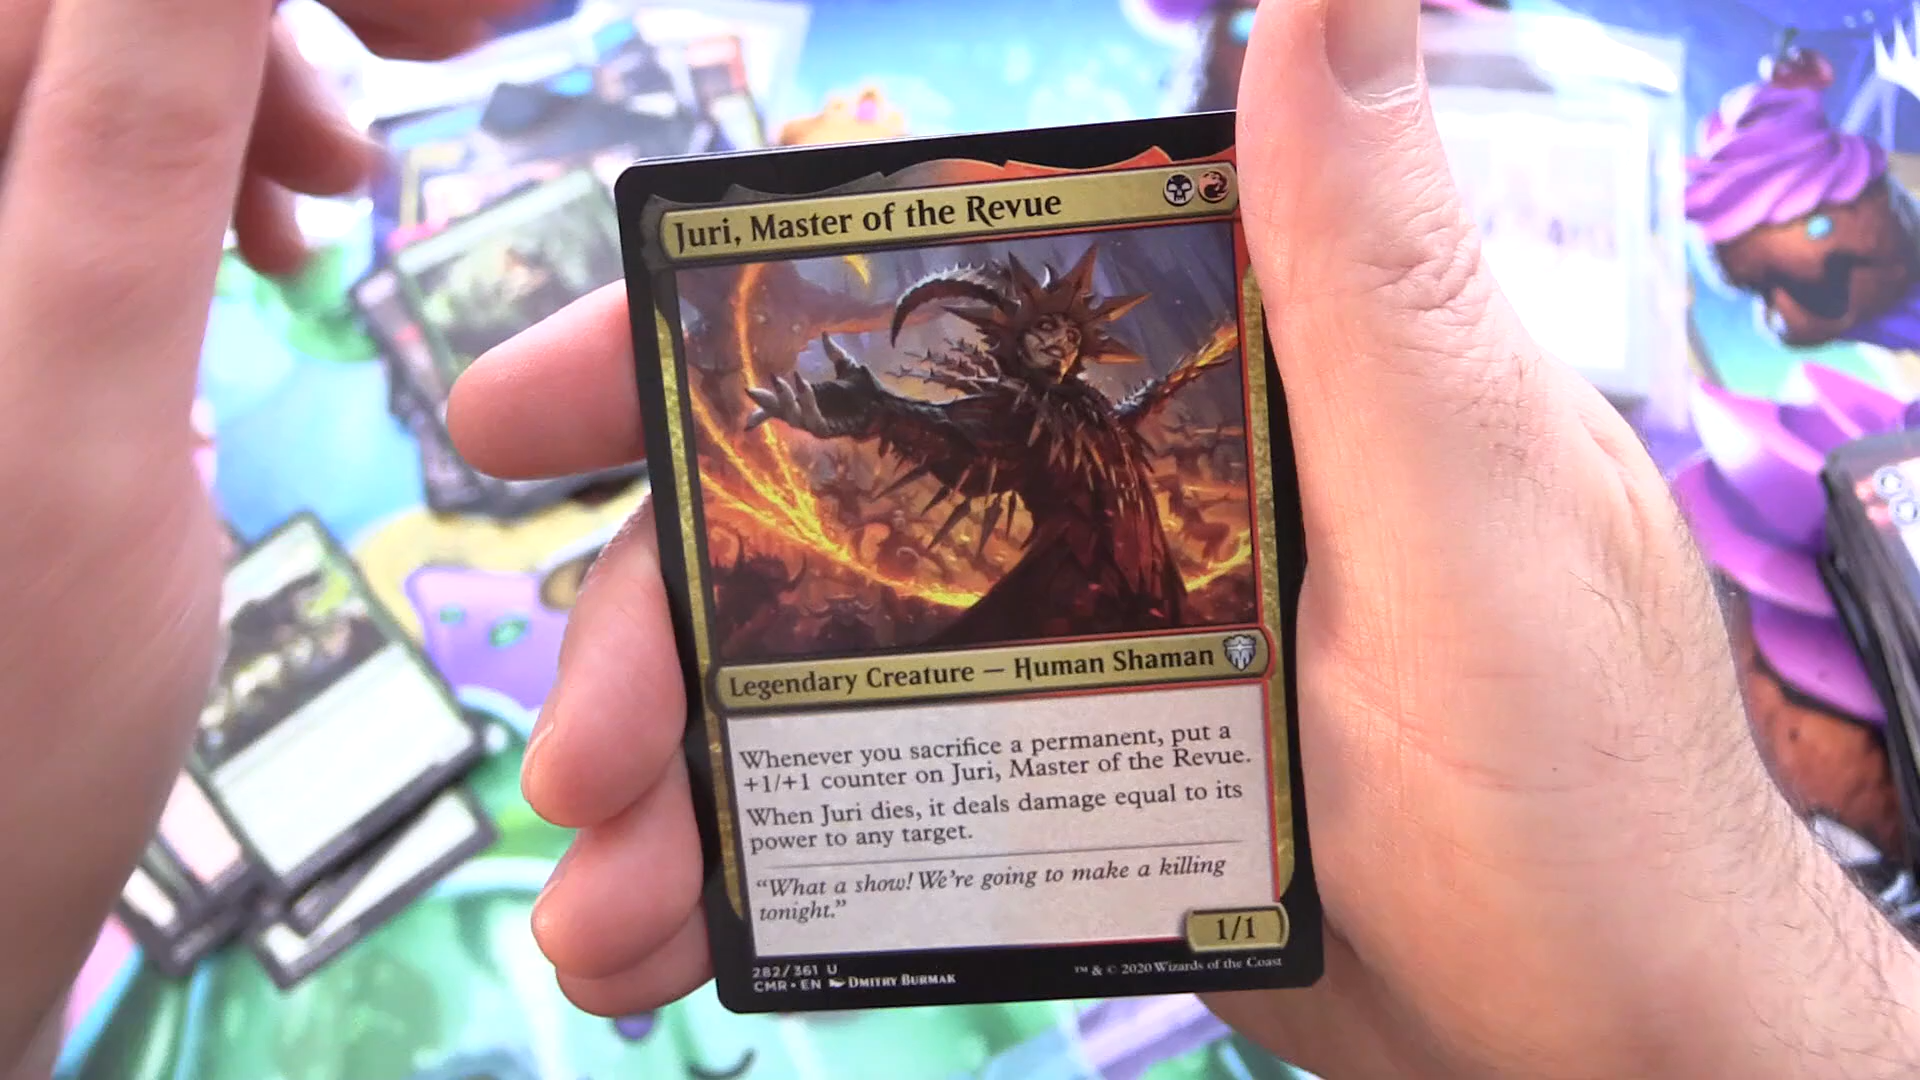 Juri, Master of the Revue
Legendary Creature — Human Shaman
Whenever you sacrifice a permanent, put a
+1/+1 counter on Juri, Master of the Revue.
When Juri dies, it deals damage equal to its
power to any target.
“What a show! We're going to make a killing
tonight.”
1/1
282/361 U
CMR • EN Dmitry Burmak
™ & © 2020 Wizards of the Coast